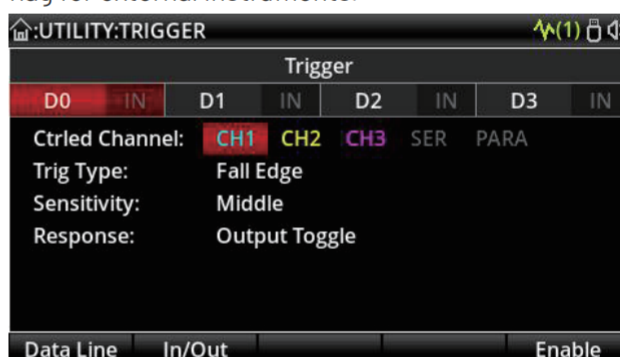 flag for external instruments.
:UTILITY:TRIGGER (1)
Trigger
D0 IN D1 IN D2 IN D3 IN
Ctrled Channel: CH1 CH2 CH3 SER PARA
Trig Type: Fall Edge
Sensitivity: Middle
Response: Output Toggle
Data Line In/Out Enable